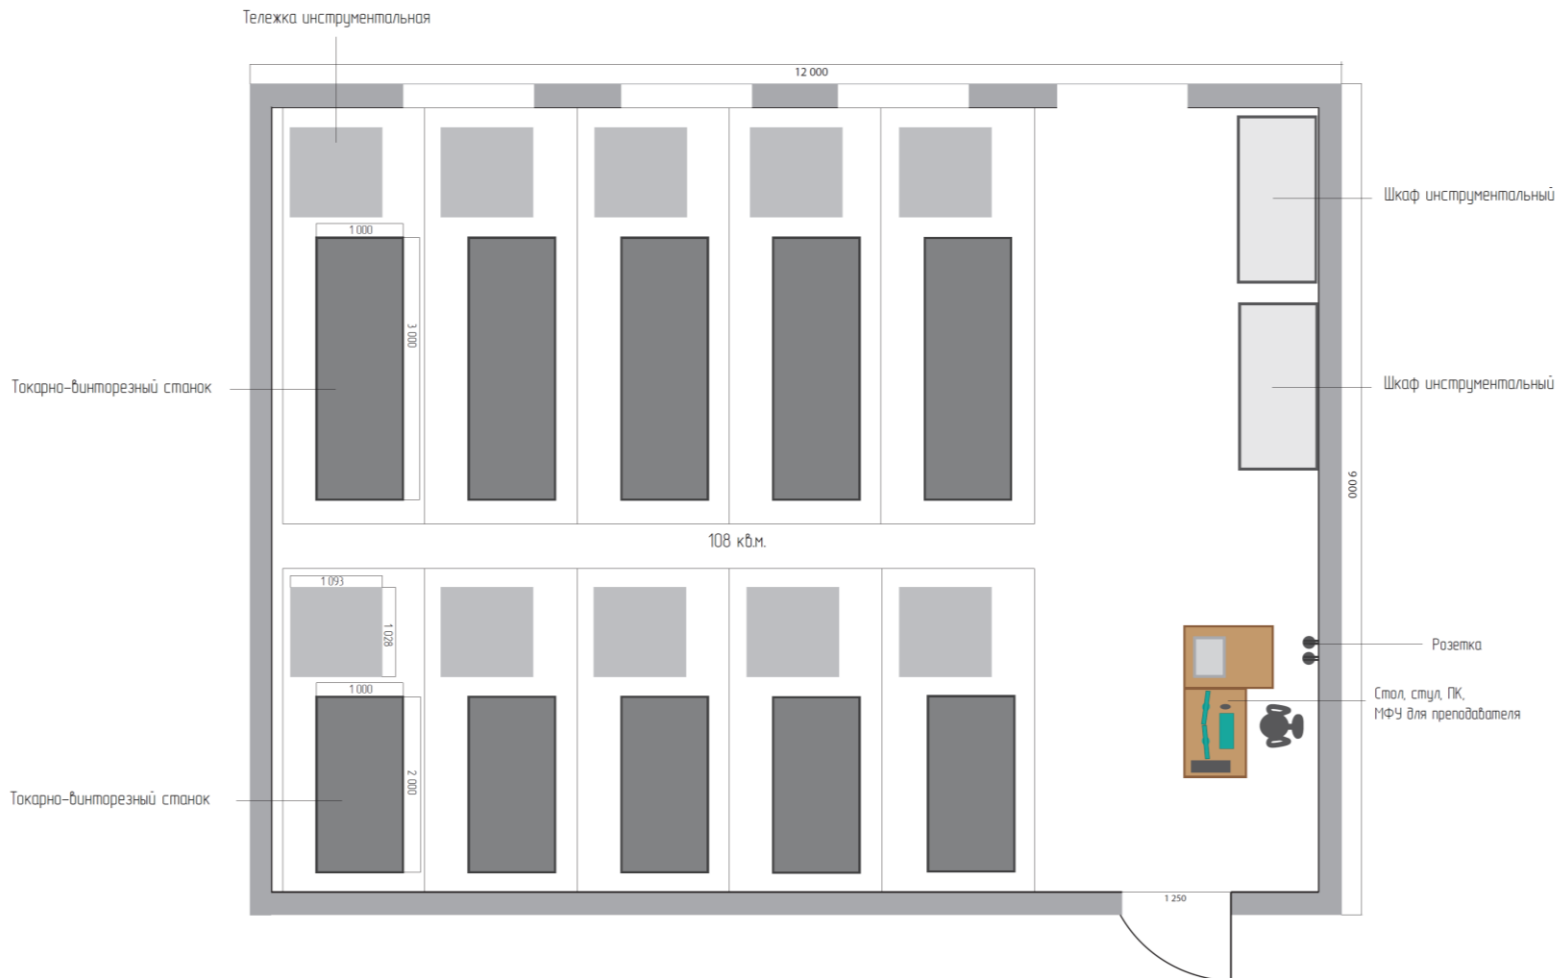 Тележка инструментальная
12 000
Шкаф инструментальный
1 000
3 000
Токарно-винторезный станок
Шкаф инструментальный
9 000
108 кв.м.
1 093
1 028
Розетка
1 000
Стол, стул, ПК,
МФУ для преподавателя
2 000
Токарно-винторезный станок
1 250